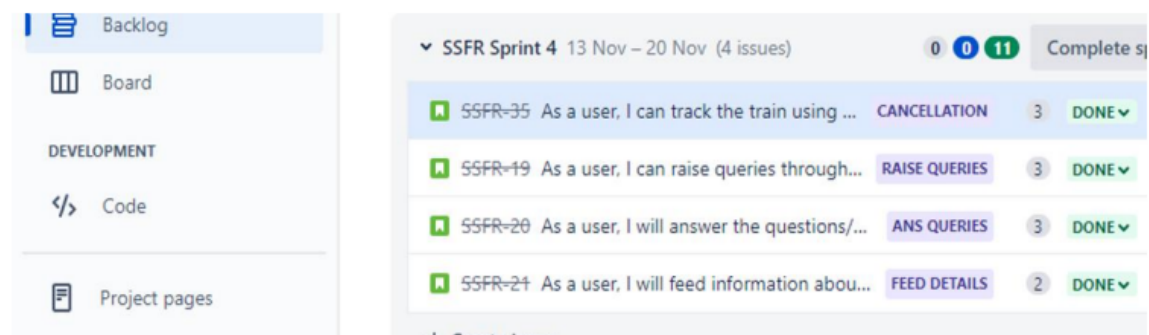 Backlog
Board
DEVELOPMENT
Code
Project pages
SSFR Sprint 4 13 Nov – 20 Nov (4 issues) 0 0 11 Complete
SSFR-35 As a user, I can track the train using ... CANCELLATION 3 DONE
SSFR-19 As a user, I can raise queries through... RAISE QUERIES 3 DONE
SSFR-20 As a user, I will answer the questions/... ANS QUERIES 3 DONE
SSFR-21 As a user, I will feed information abou... FEED DETAILS 2 DONE